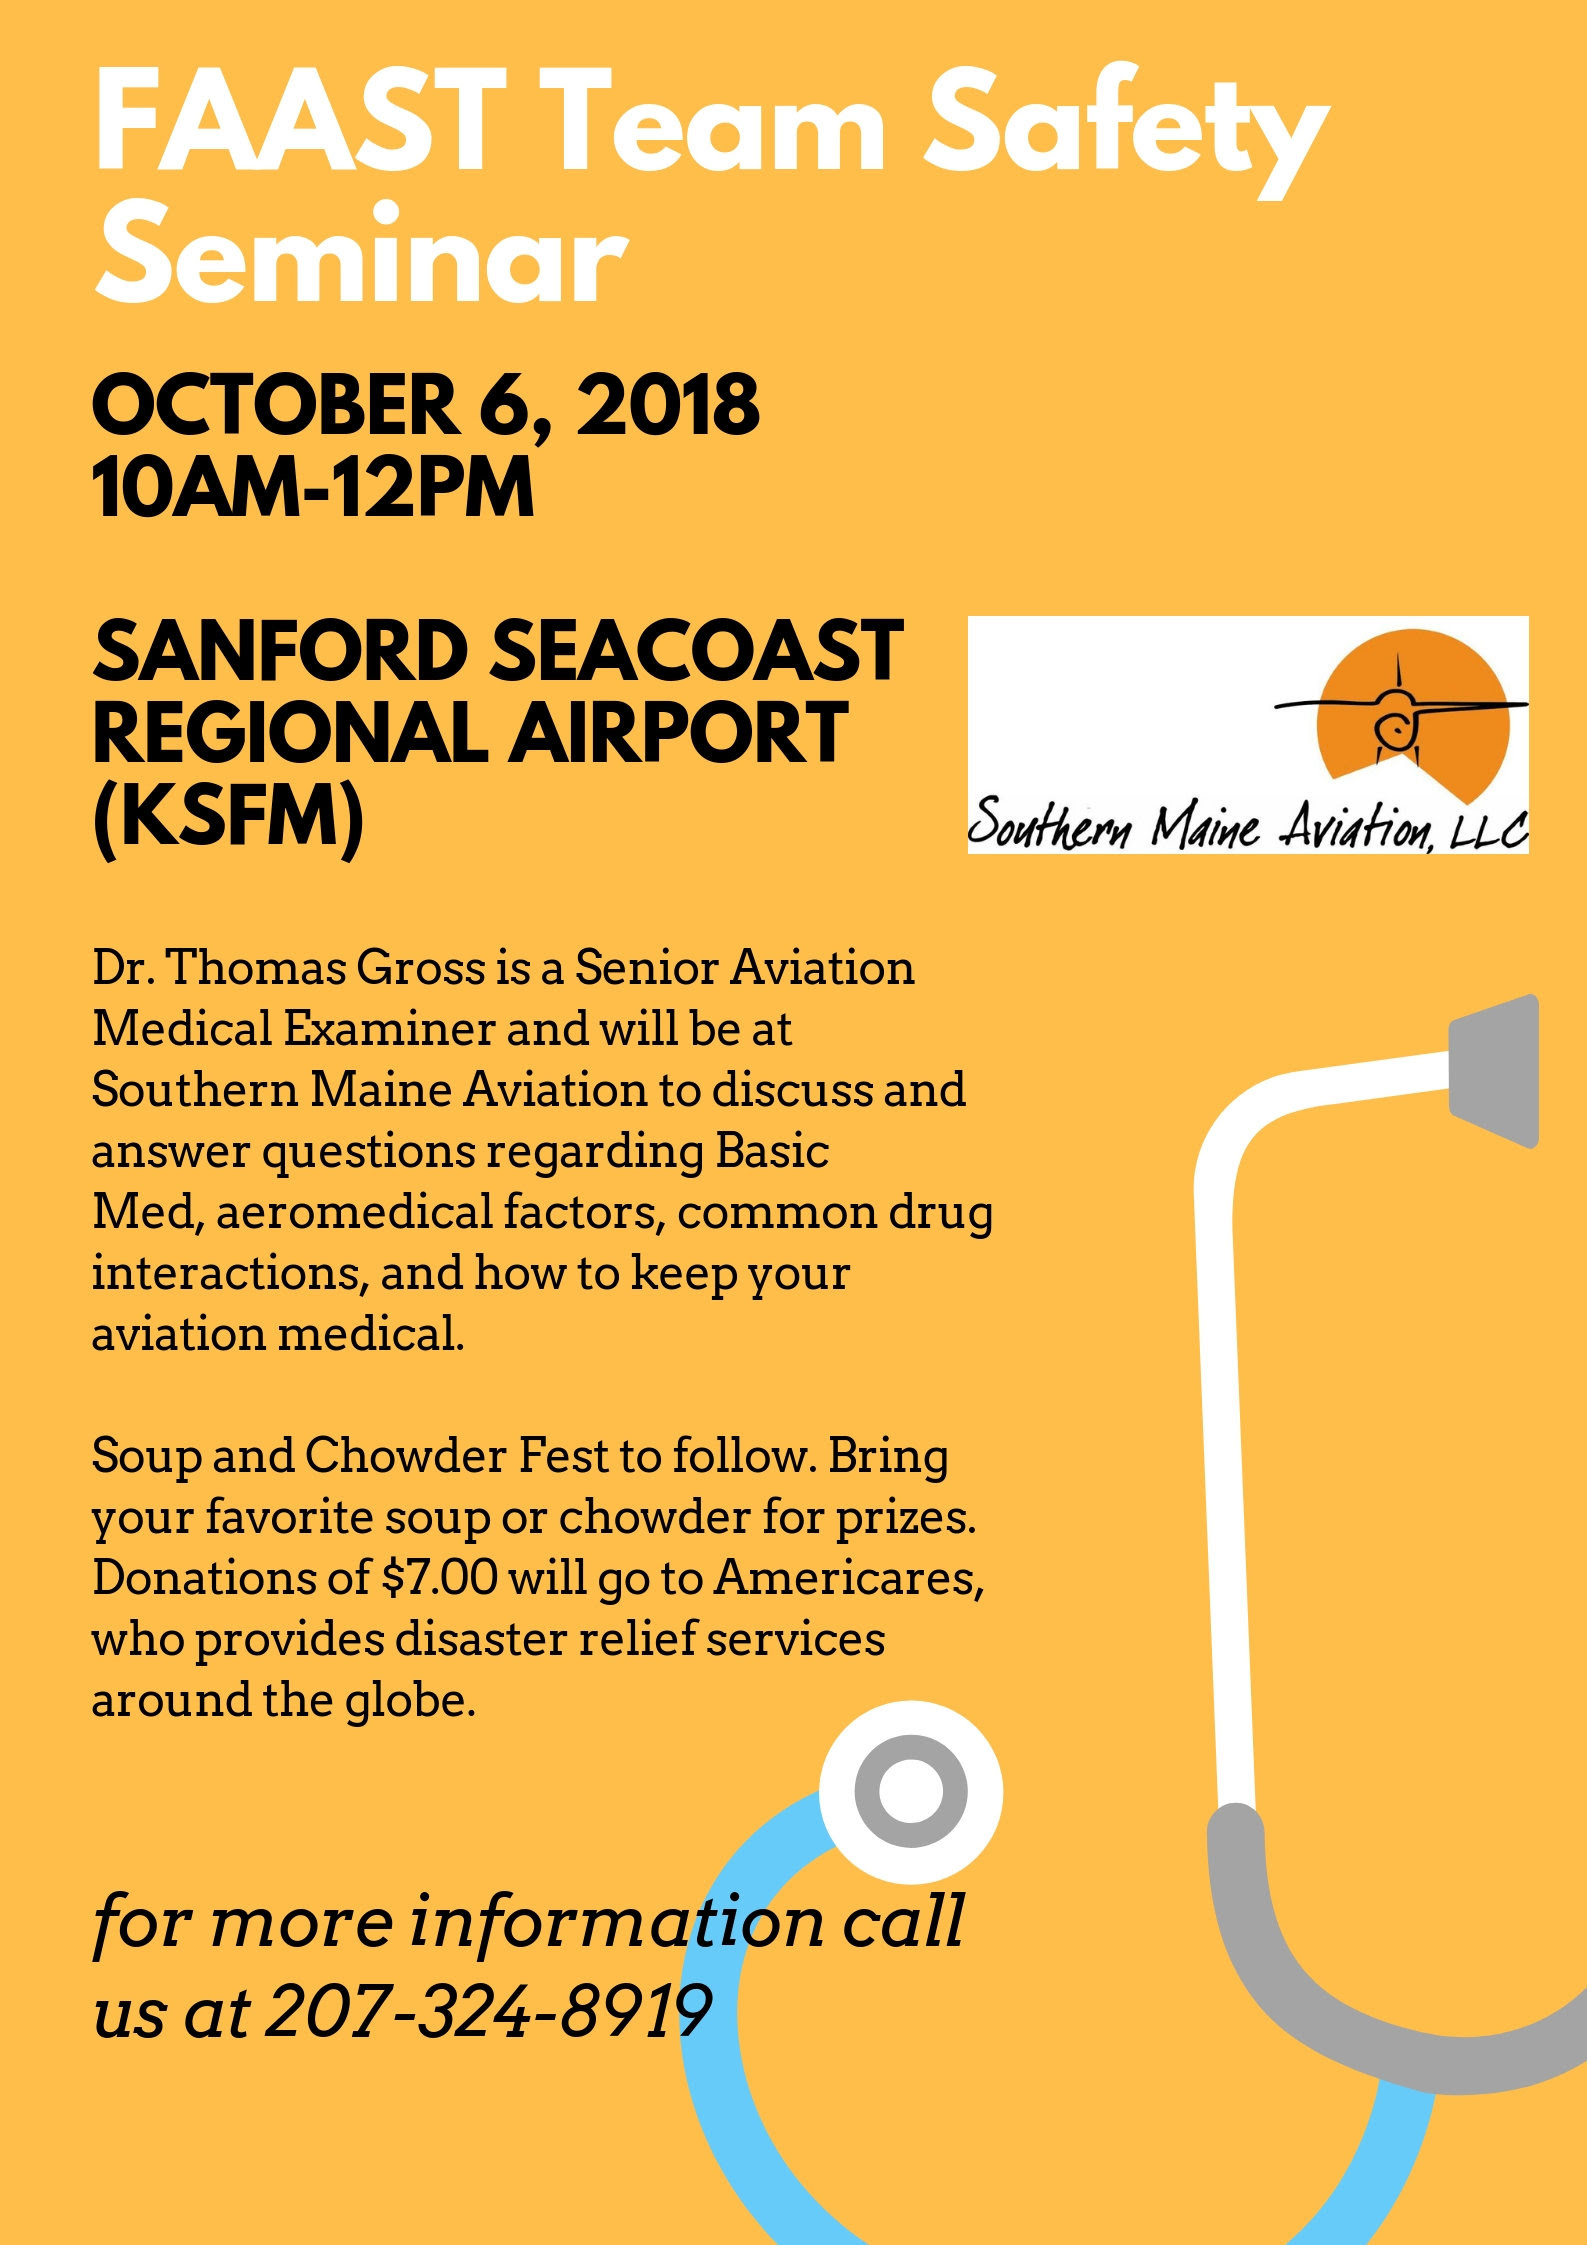 FAAST Team Safety
Seminar
OCTOBER 6, 2018
10AM-12PM
SANFORD SEACOAST
REGIONAL AIRPORT
(KSFM)
Southern Maine Aviation, LLC
Dr. Thomas Gross is a Senior Aviation
Medical Examiner and will be at
Southern Maine Aviation to discuss and
answer questions regarding Basic
Med, aeromedical factors, common drug
interactions, and how to keep your
aviation medical.
Soup and Chowder Fest to follow. Bring
your favorite soup or chowder for prizes.
Donations of $7.00 will go to Americares,
who provides disaster relief services
around the globe.
for more information call
us at 207-324-8919